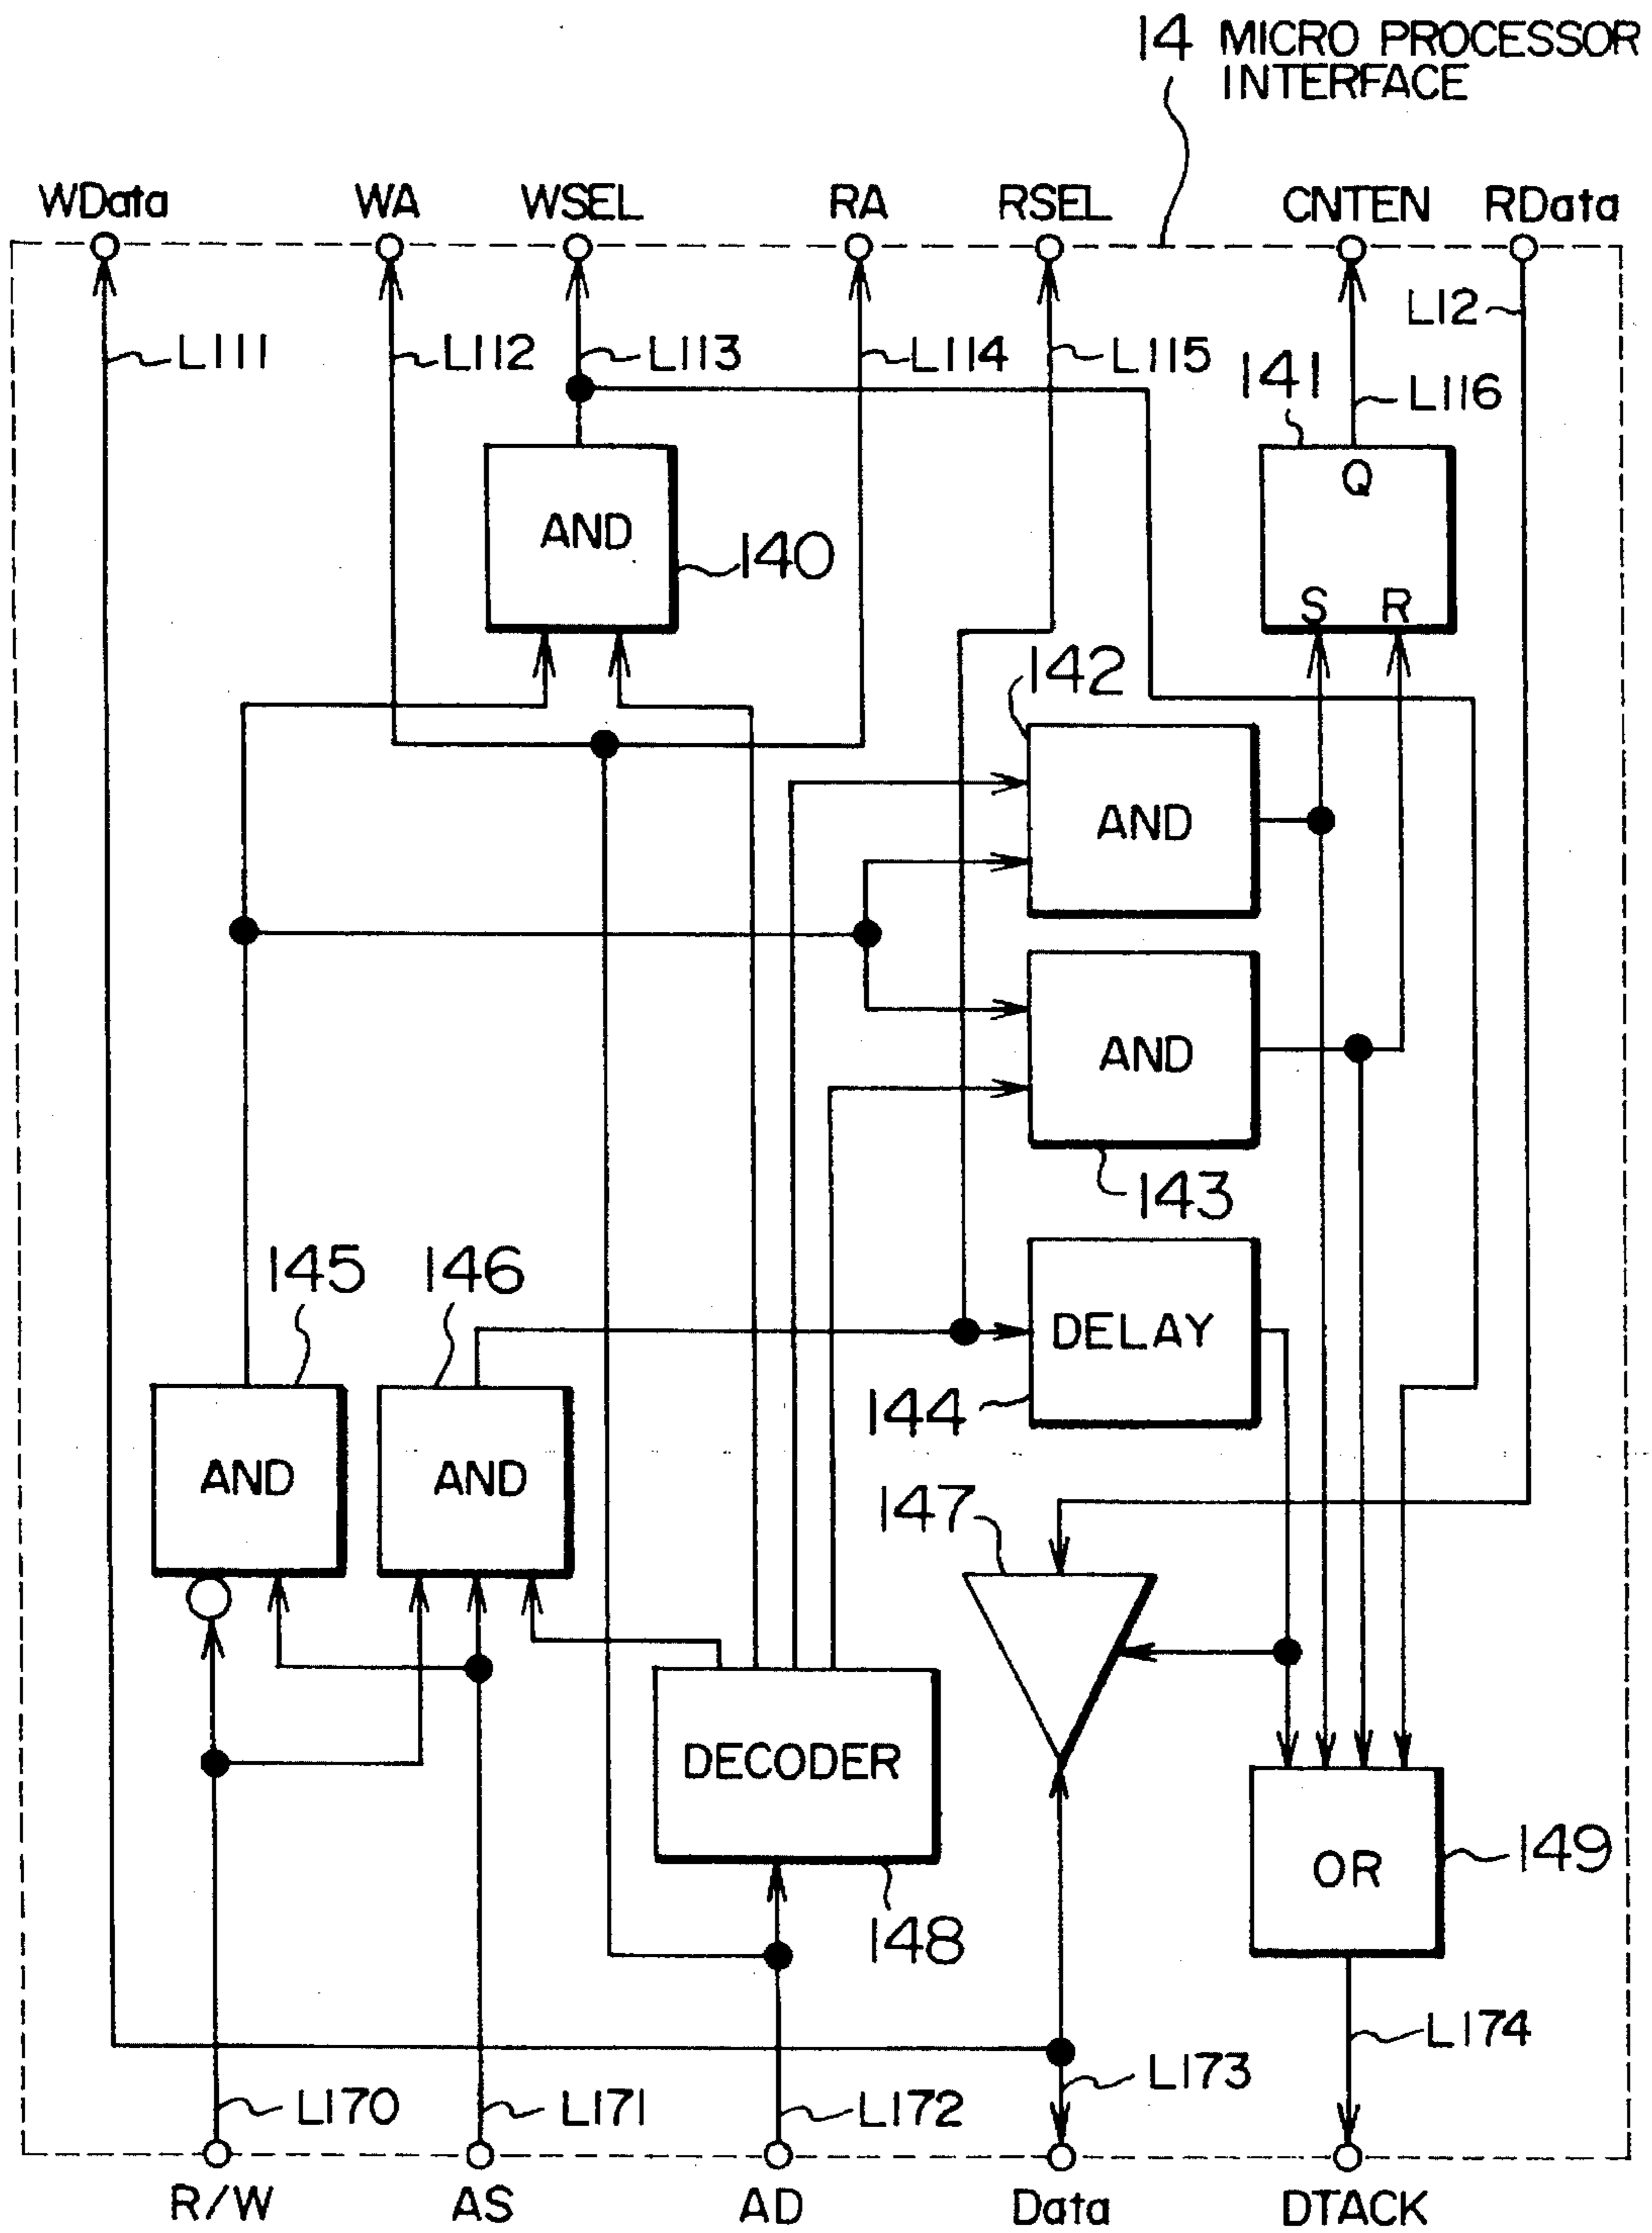 14 MICRO PROCESSOR
INTERFACE
WData WA WSEL RA RSEL CNTEN RData
L12
L111 L112 L113 L114 L115
141
L116
Q
AND
140
S R
142
AND
AND
143
145 146
DELAY
144
AND AND
147
DECODER
OR
149
148
L174
L173
L170 L171 L172
R/W AS AD Data DTACK